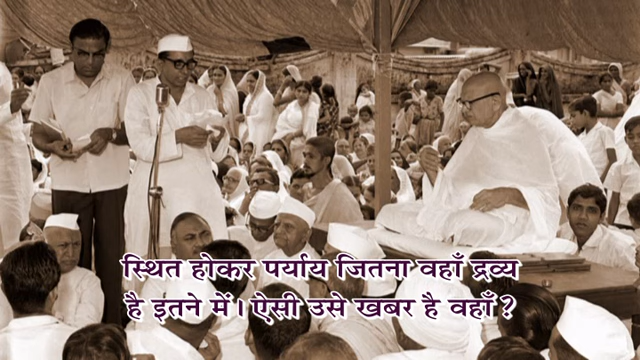 स्थित होकर पर्याय जितना वहाँ द्रव्य
है इतने में। ऐसी उसे खबर है वहाँ ?